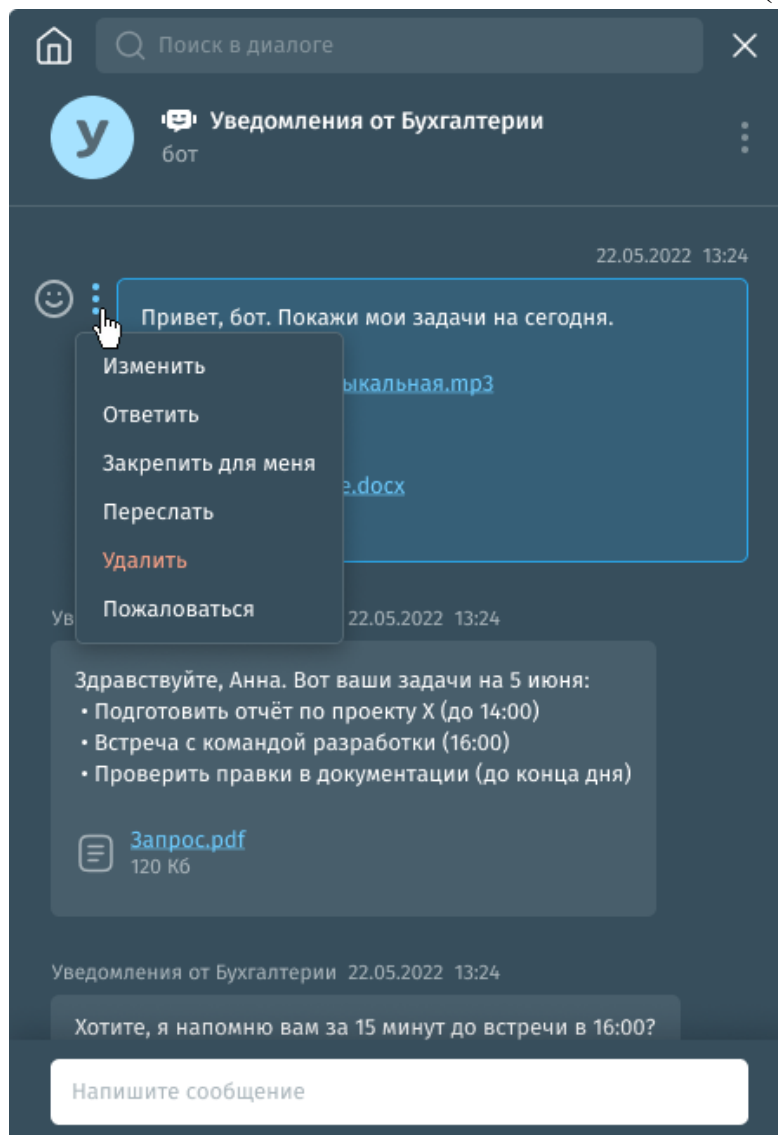 Поиск в диалоге
У
Уведомления от Бухгалтерии
бот
22.05.2022 13:24
Привет, бот. Покажи мои задачи на сегодня.
Изменить
Ответить
Закрепить для меня
Переслать
Удалить
Пожаловаться
22.05.2022 13:24
Здравствуйте, Анна. Вот ваши задачи на 5 июня:
• Подготовить отчёт по проекту X (до 14:00)
• Встреча с командой разработки (16:00)
• Проверить правки в документации (до конца дня)
Запрос.pdf
120 Кб
Уведомления от Бухгалтерии 22.05.2022 13:24
Хотите, я напомню вам за 15 минут до встречи в 16:00?
Напишите сообщение